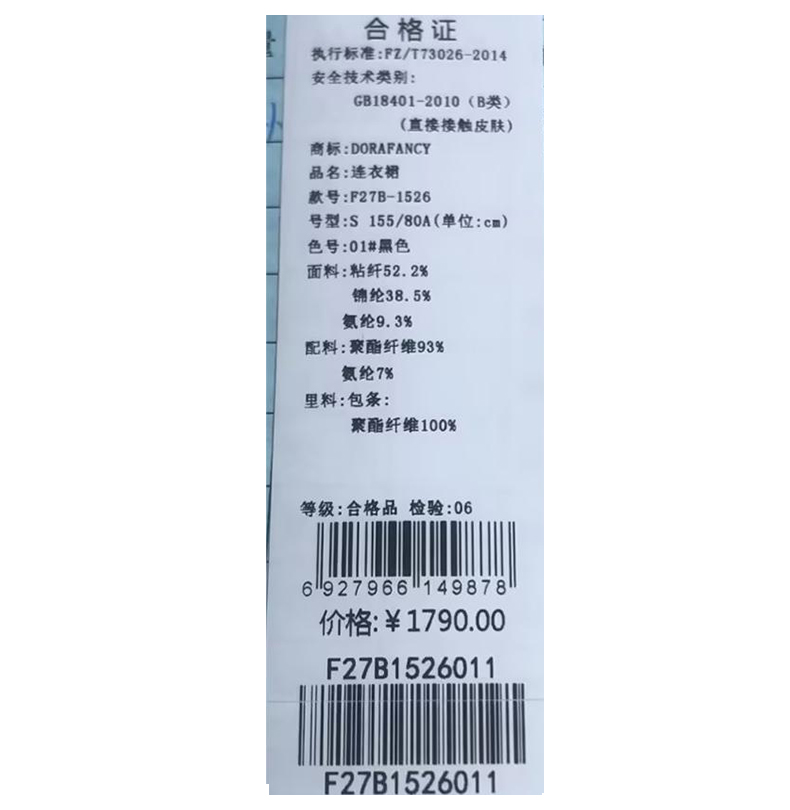 合格证
执行标准:FZ/T73026-2014
安全技术类别:
GB18401-2010（B类）
(直接接触皮肤)
商标:DORAFANCY
品名:连衣裙
款号:F27B-1526
号型:S 155/80A(单位:cm)
色号:01#黑色
面料:粘纤52.2%
锦纶38.5%
氨纶9.3%
配料:聚酯纤维93%
氨纶7%
里料:包条:
聚酯纤维100%
等级:合格品 检验:06
6 927966 149878
价格:￥1790.00
F27B1526011
F27B1526011